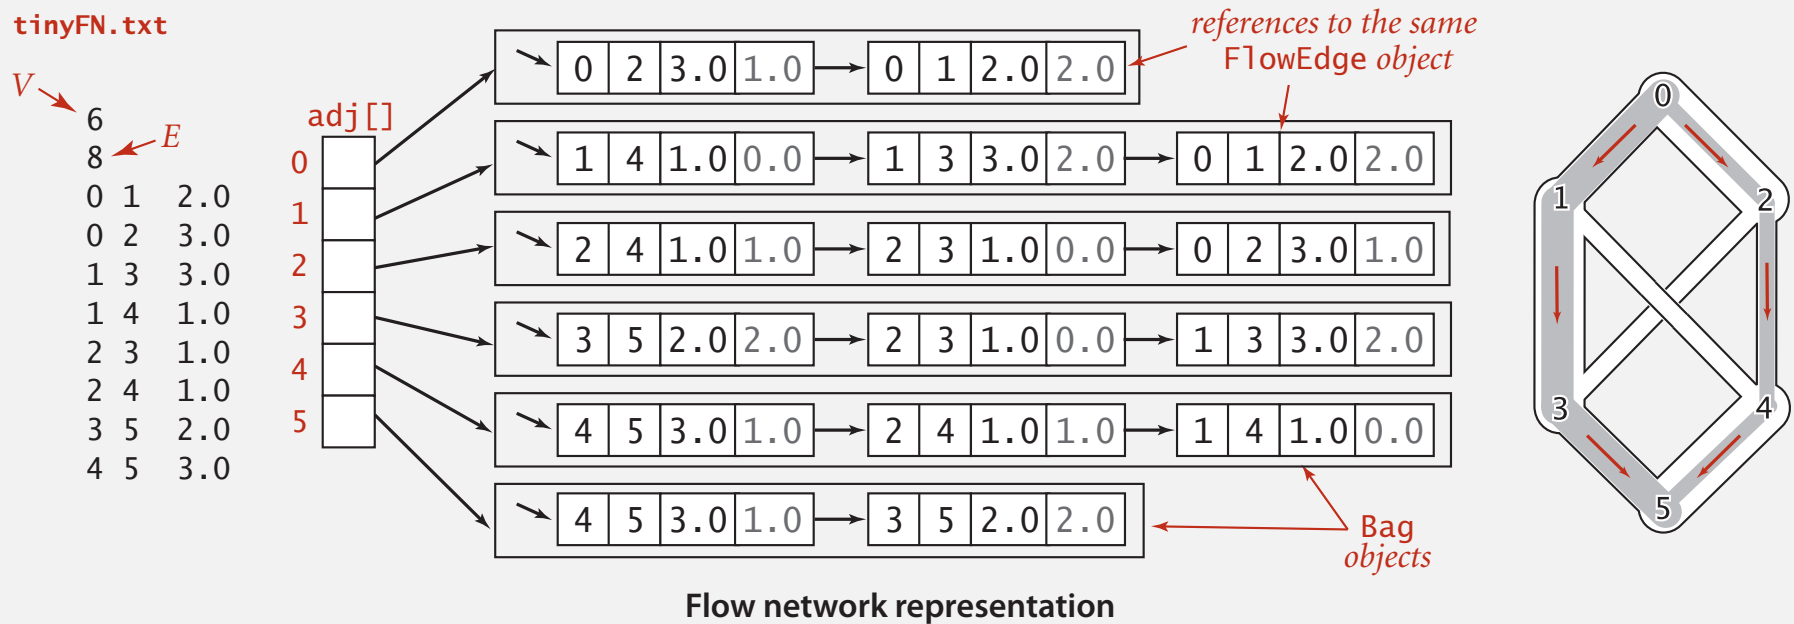 tinyFN.txt
V
6
8
E
0 1 2.0
0 2 3.0
1 3 3.0
1 4 1.0
2 3 1.0
2 4 1.0
3 5 2.0
4 5 3.0
adj[]
0
1
2
3
4
5
0 2 3.0 1.0 0 1 2.0 2.0
1 4 1.0 0.0 1 3 3.0 2.0 0 1 2.0 2.0
2 4 1.0 1.0 2 3 1.0 0.0 0 2 3.0 1.0
3 5 2.0 2.0 2 3 1.0 0.0 1 3 3.0 2.0
4 5 3.0 1.0 2 4 1.0 1.0 1 4 1.0 0.0
4 5 3.0 1.0 3 5 2.0 2.0
references to the same
FlowEdge object
Bag
objects
0
1 2
3 4
5
Flow network representation